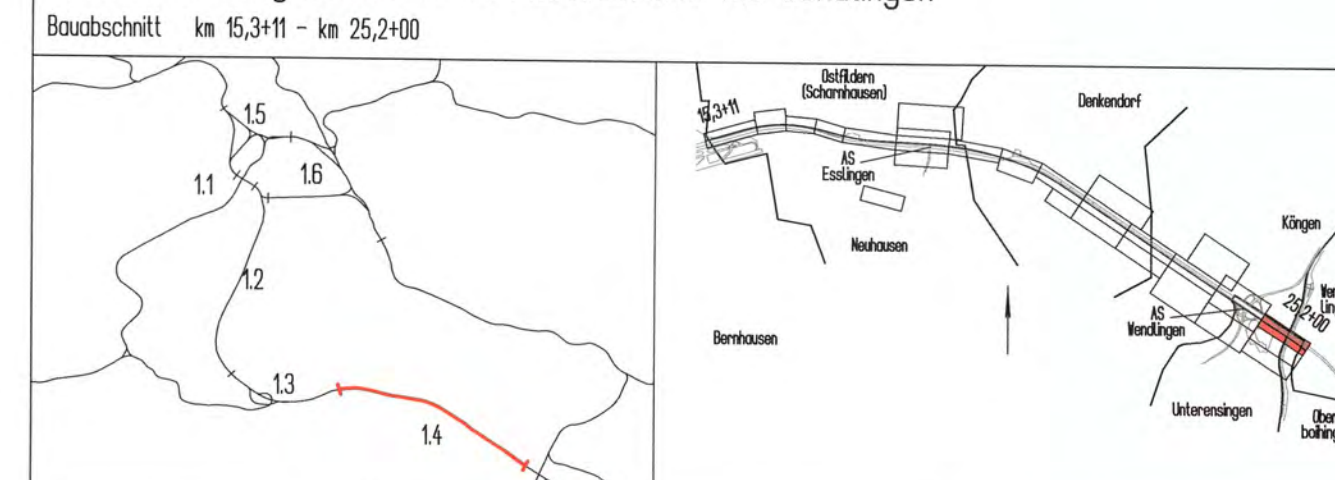 Bauabschnitt km 15,3+11 - km 25,2+00
1.5
1.1
1.6
1.2
1.3
1.4
15,3+11
Ostfildern
(Scharnhausen)
Denkendorf
AS
Esslingen
Neuhausen
Köngen
Bernhausen
AS
Wendlingen
25,2+00
Unterensingen